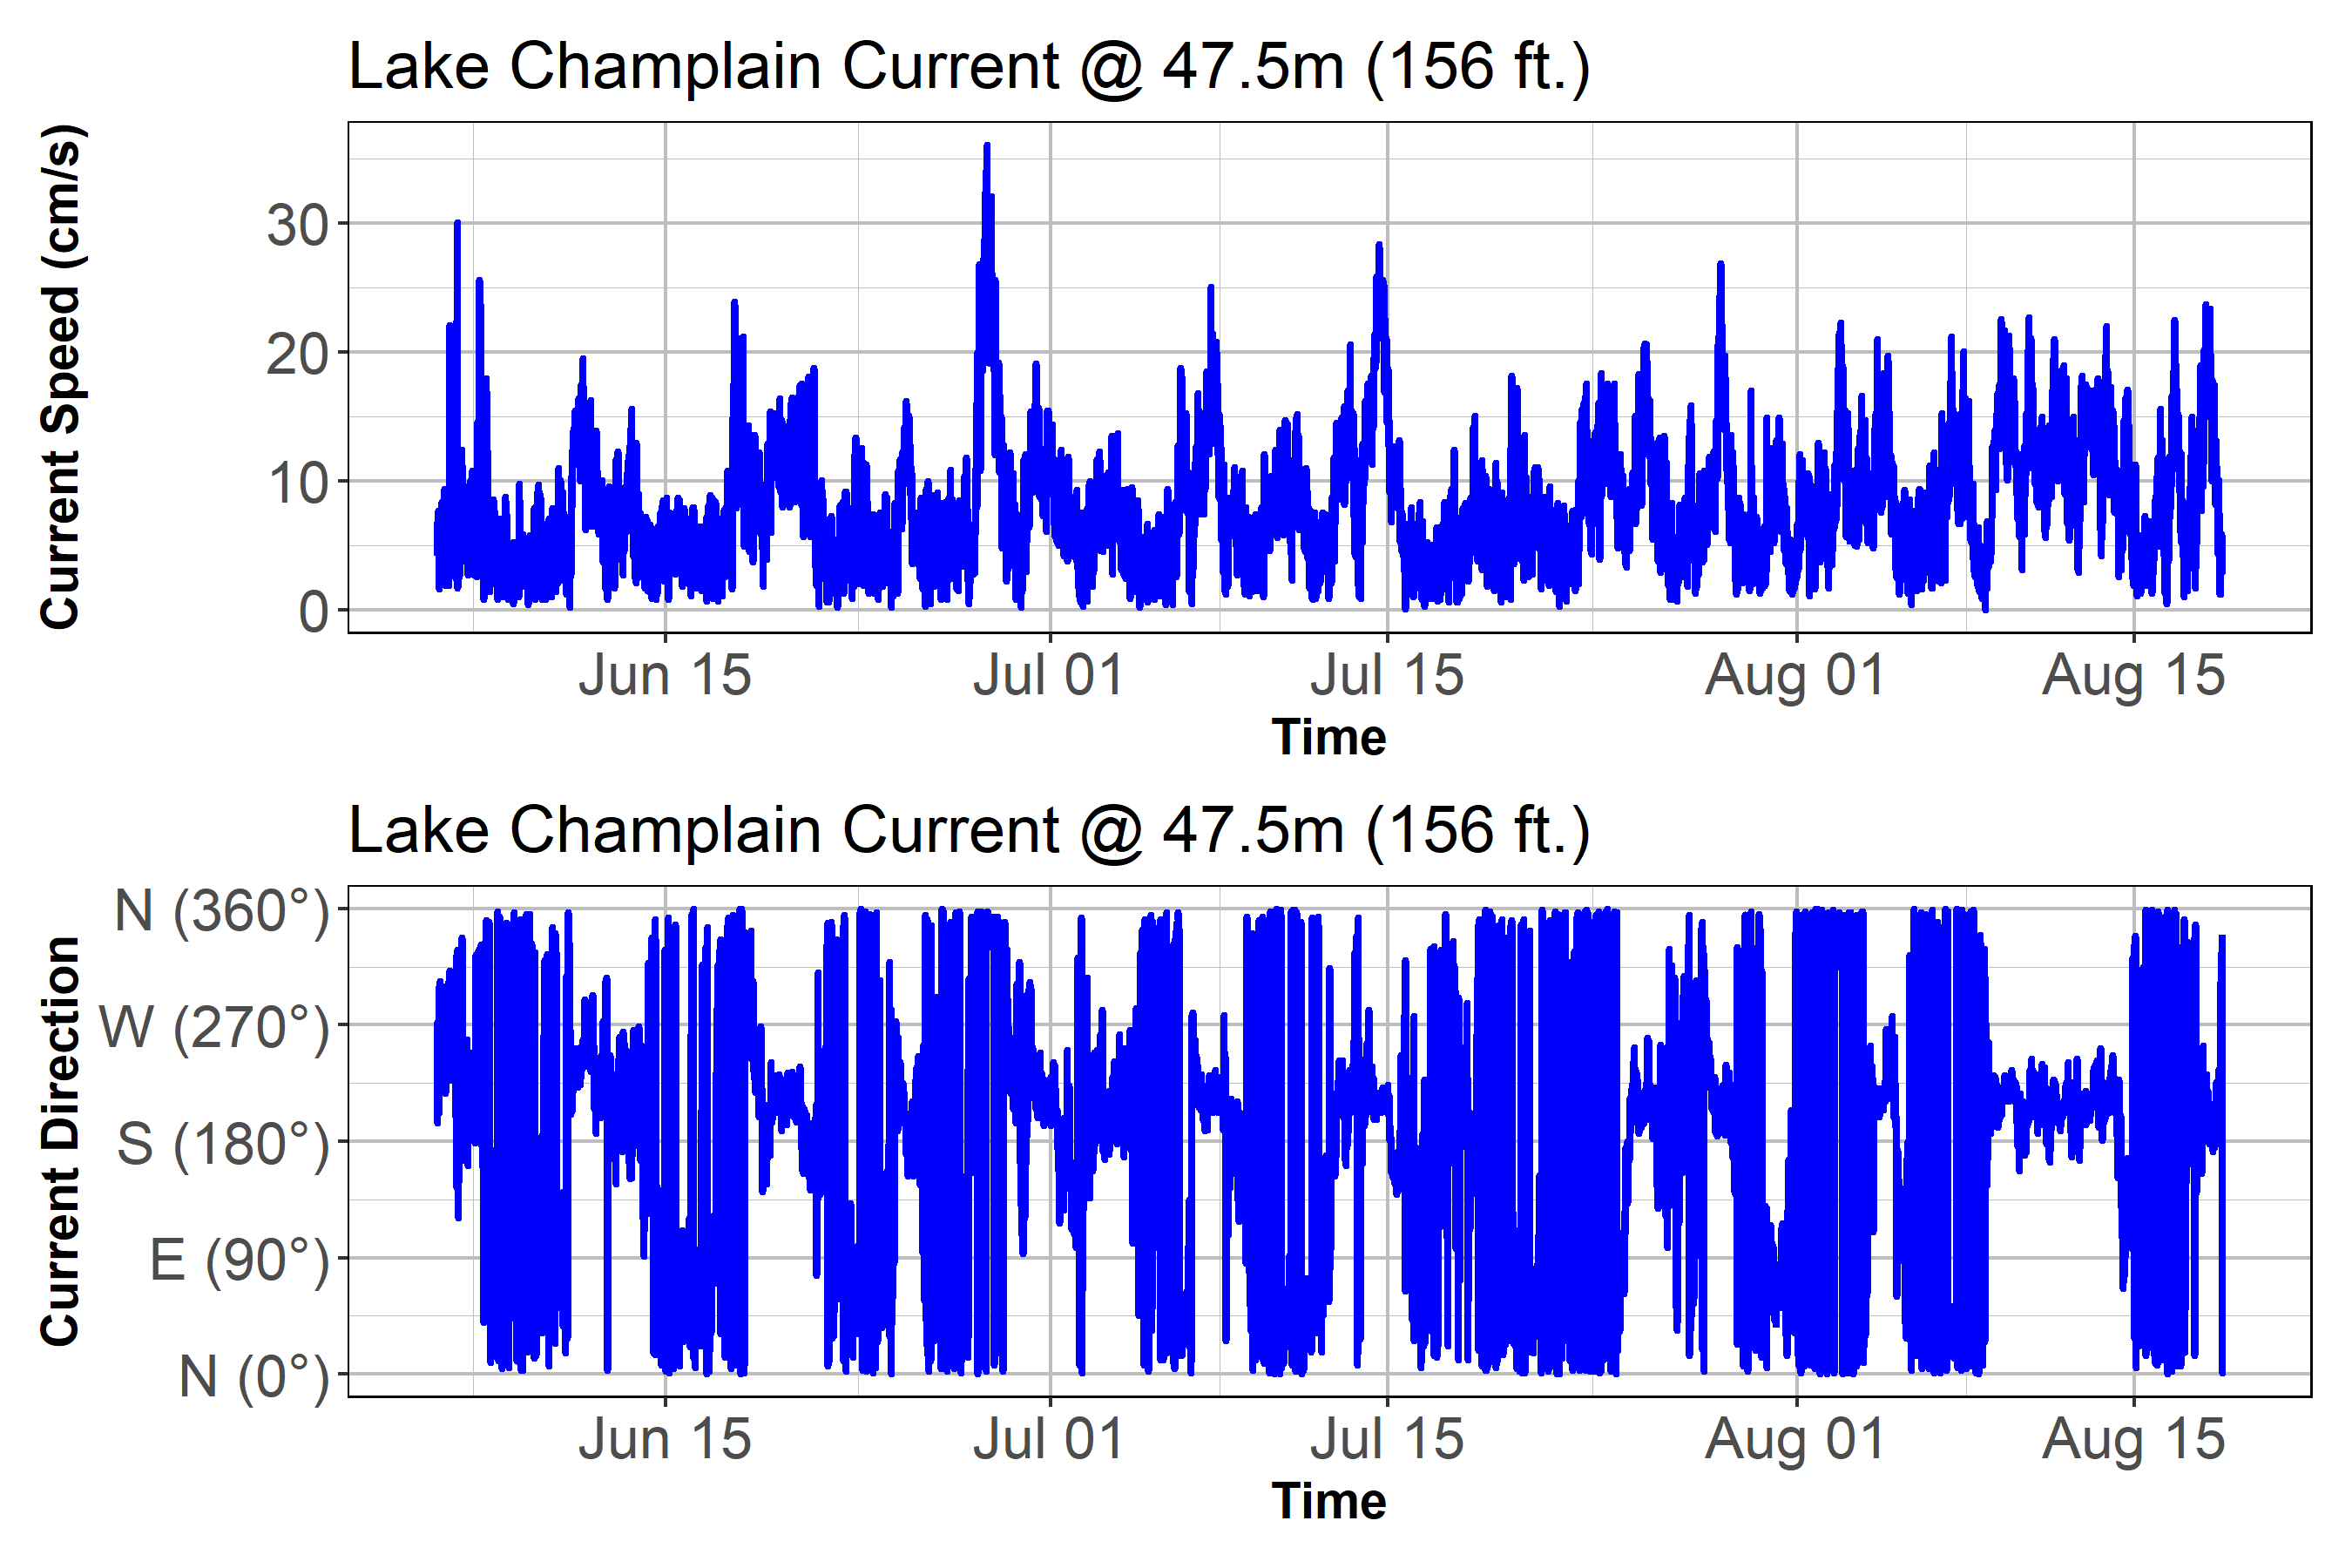 Lake Champlain Current @ 47.5m (156 ft.)
Current Speed (cm/s)
30
20
10
0
Jun 15 Jul 01 Jul 15 Aug 01 Aug 15
Time
Lake Champlain Current @ 47.5m (156 ft.)
Current Direction
N (360°)
W (270°)
S (180°)
E (90°)
N (0°)
Jun 15 Jul 01 Jul 15 Aug 01 Aug 15
Time